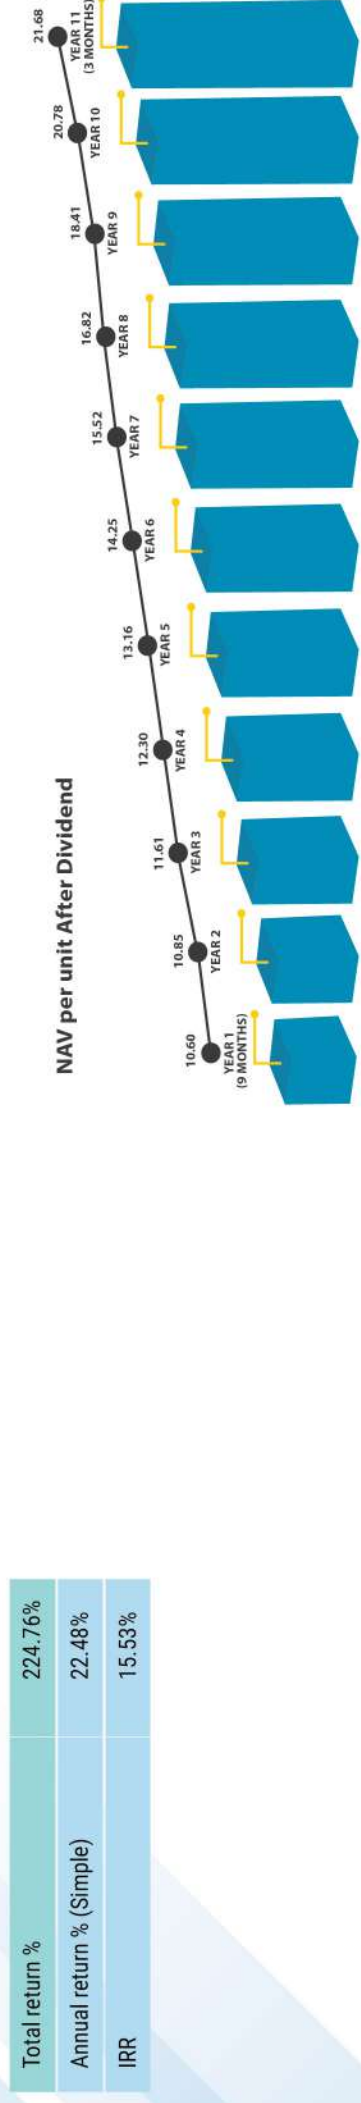 Total return % 224.76%
Annual return % (Simple) 22.48%
IRR 15.53%
NAV per unit After Dividend
10.60
YEAR 1
(9 MONTHS)
10.85
YEAR 2
11.61
YEAR 3
12.30
YEAR 4
13.16
YEAR 5
14.25
YEAR 6
15.52
YEAR 7
16.82
YEAR 8
18.41
YEAR 9
20.78
YEAR 10
21.68
YEAR 11
(3 MONTHS)